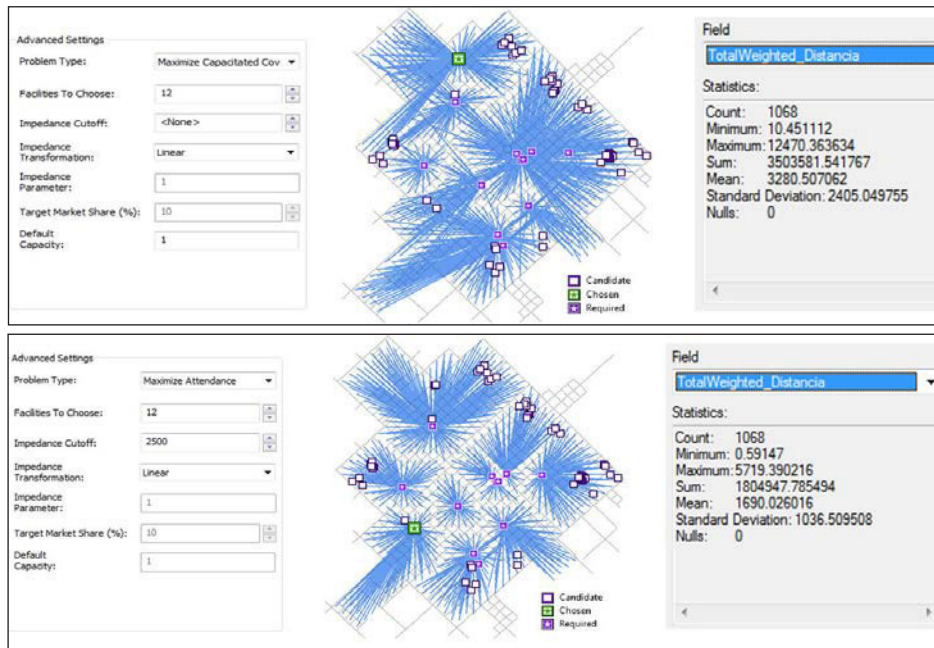 Advanced Settings
Problem Type: Maximize Capacitated Cov
Facilities To Choose: 12
Impedance Cutoff: <None>
Impedance
Transformation: Linear
Impedance
Parameter: 1
Target Market Share (%): 10
Default
Capacity: 1
Candidate
Chosen
Required
Field
TotalWeighted_Distancia
Statistics:
Count: 1068
Minimum: 10.451112
Maximum: 12470.363634
Sum: 3503581.541767
Mean: 3280.507062
Standard Deviation: 2405.049755
Nulls: 0
Advanced Settings
Problem Type: Maximize Attendance
Facilities To Choose: 12
Impedance Cutoff: 2500
Impedance
Transformation: Linear
Impedance
Parameter: 1
Target Market Share (%): 10
Default
Capacity: 1
Candidate
Chosen
Required
Field
TotalWeighted_Distancia
Statistics:
Count: 1068
Minimum: 0.59147
Maximum: 5719.390216
Sum: 1804947.785494
Mean: 1690.026016
Standard Deviation: 1036.509508
Nulls: 0